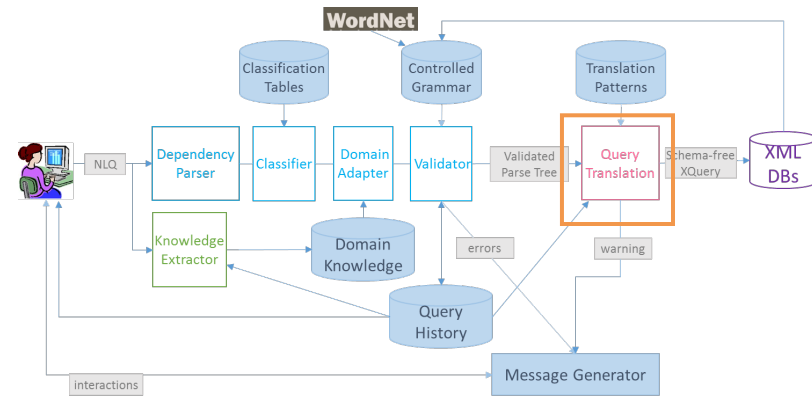 WordNet
Classification
Tables
Controlled
Grammar
Translation
Patterns
NLQ
Dependency
Parser
Classifier
Domain
Adapter
Validator
Validated
Parse Tree
Query
Translation
Schema-free
XQuery
XML
DBs
Knowledge
Extractor
Domain
Knowledge
errors
warning
Query
History
Message Generator
interactions